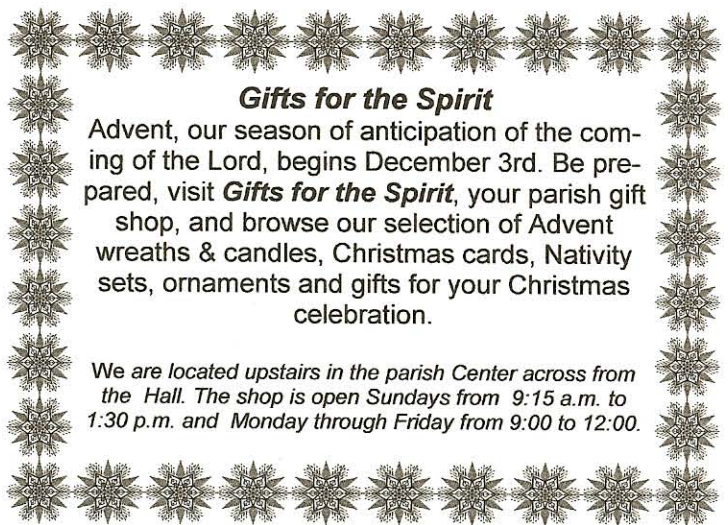 Gifts for the Spirit
Advent, our season of anticipation of the com-
ing of the Lord, begins December 3rd. Be pre-
pared, visit Gifts for the Spirit, your parish gift
shop, and browse our selection of Advent
wreaths & candles, Christmas cards, Nativity
sets, ornaments and gifts for your Christmas
celebration.
We are located upstairs in the parish Center across from
the Hall. The shop is open Sundays from 9:15 a.m. to
1:30 p.m. and Monday through Friday from 9:00 to 12:00.